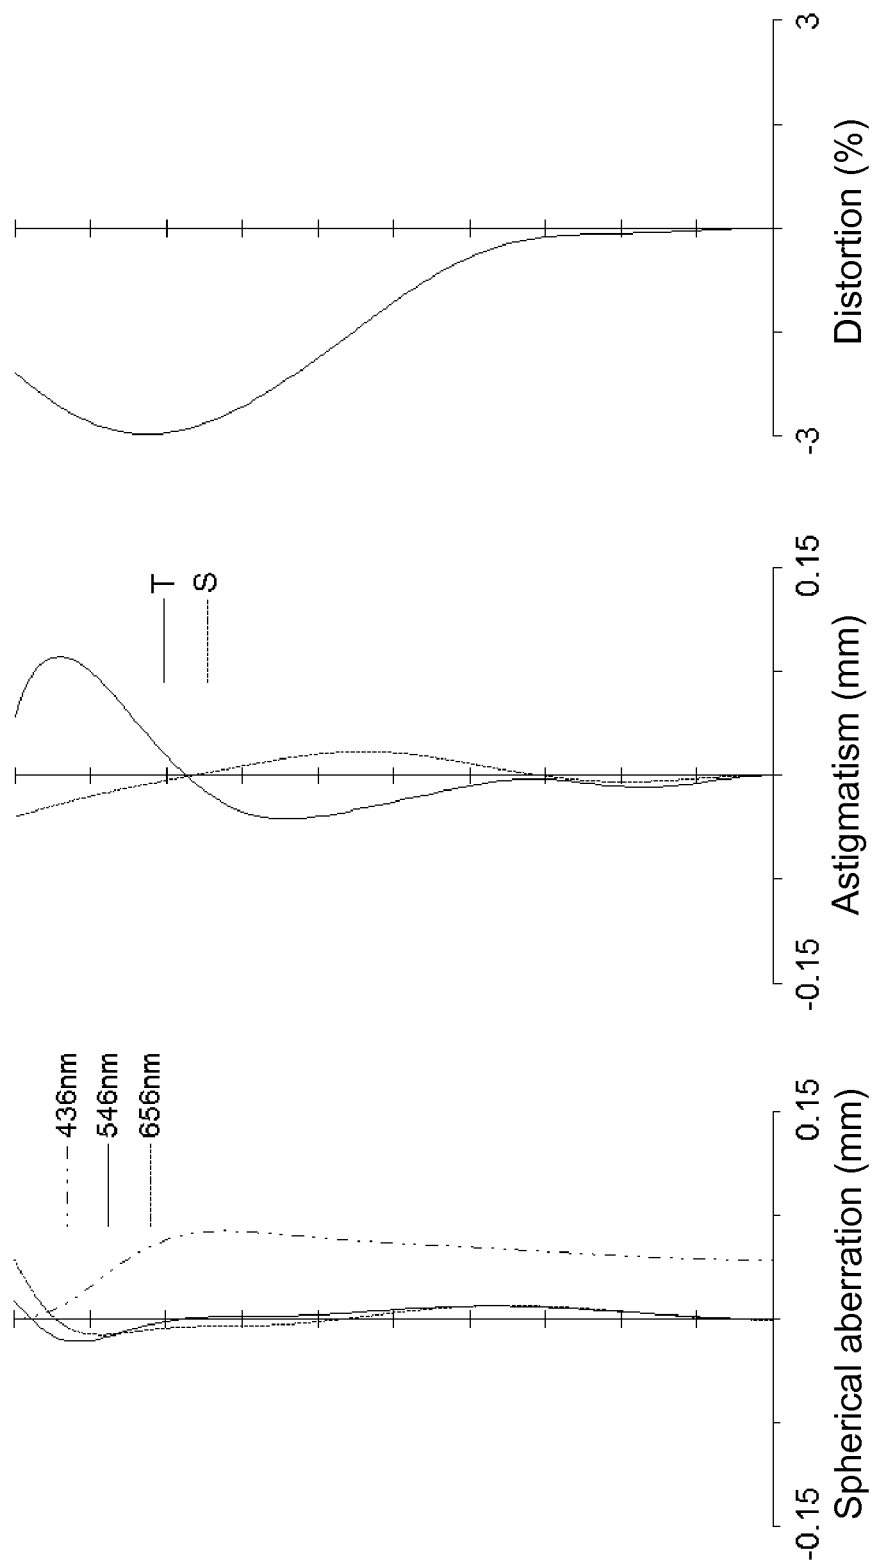 436nm
546nm
656nm
-0.15
0.15
Spherical aberration (mm)
T
S
-0.15
0.15
Astigmatism (mm)
-3
3
Distortion (%)